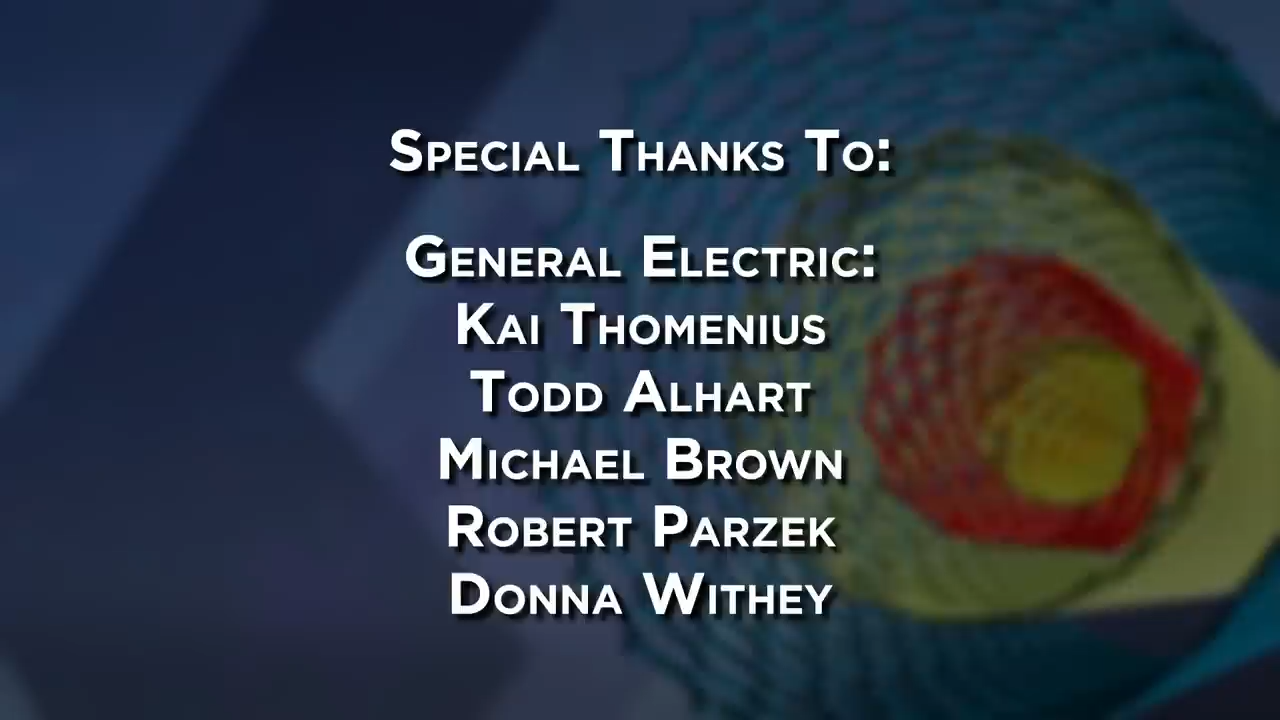 Special Thanks To:
General Electric:
Kai Thomenius
Todd Alhart
Michael Brown
Robert Parzek
Donna Withey